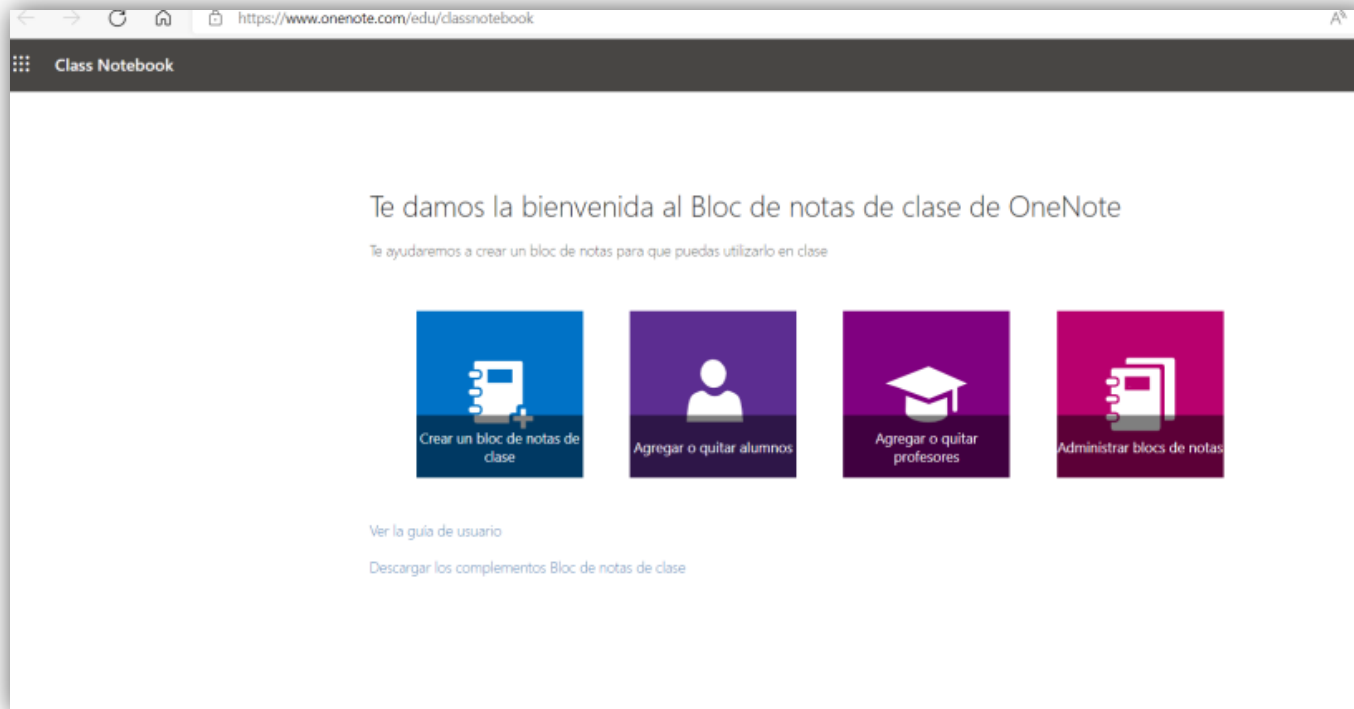 https://www.onenote.com/edu/classnotebook
A
Class Notebook
Te damos la bienvenida al Bloc de notas de clase de OneNote
Te ayudaremos a crear un bloc de notas para que puedas utilizarlo en clase
Crear un bloc de notas de
clase
Agregar o quitar alumnos
Agregar o quitar
profesores
Administrar blocs de notas
Ver la guía de usuario
Descargar los complementos Bloc de notas de clase